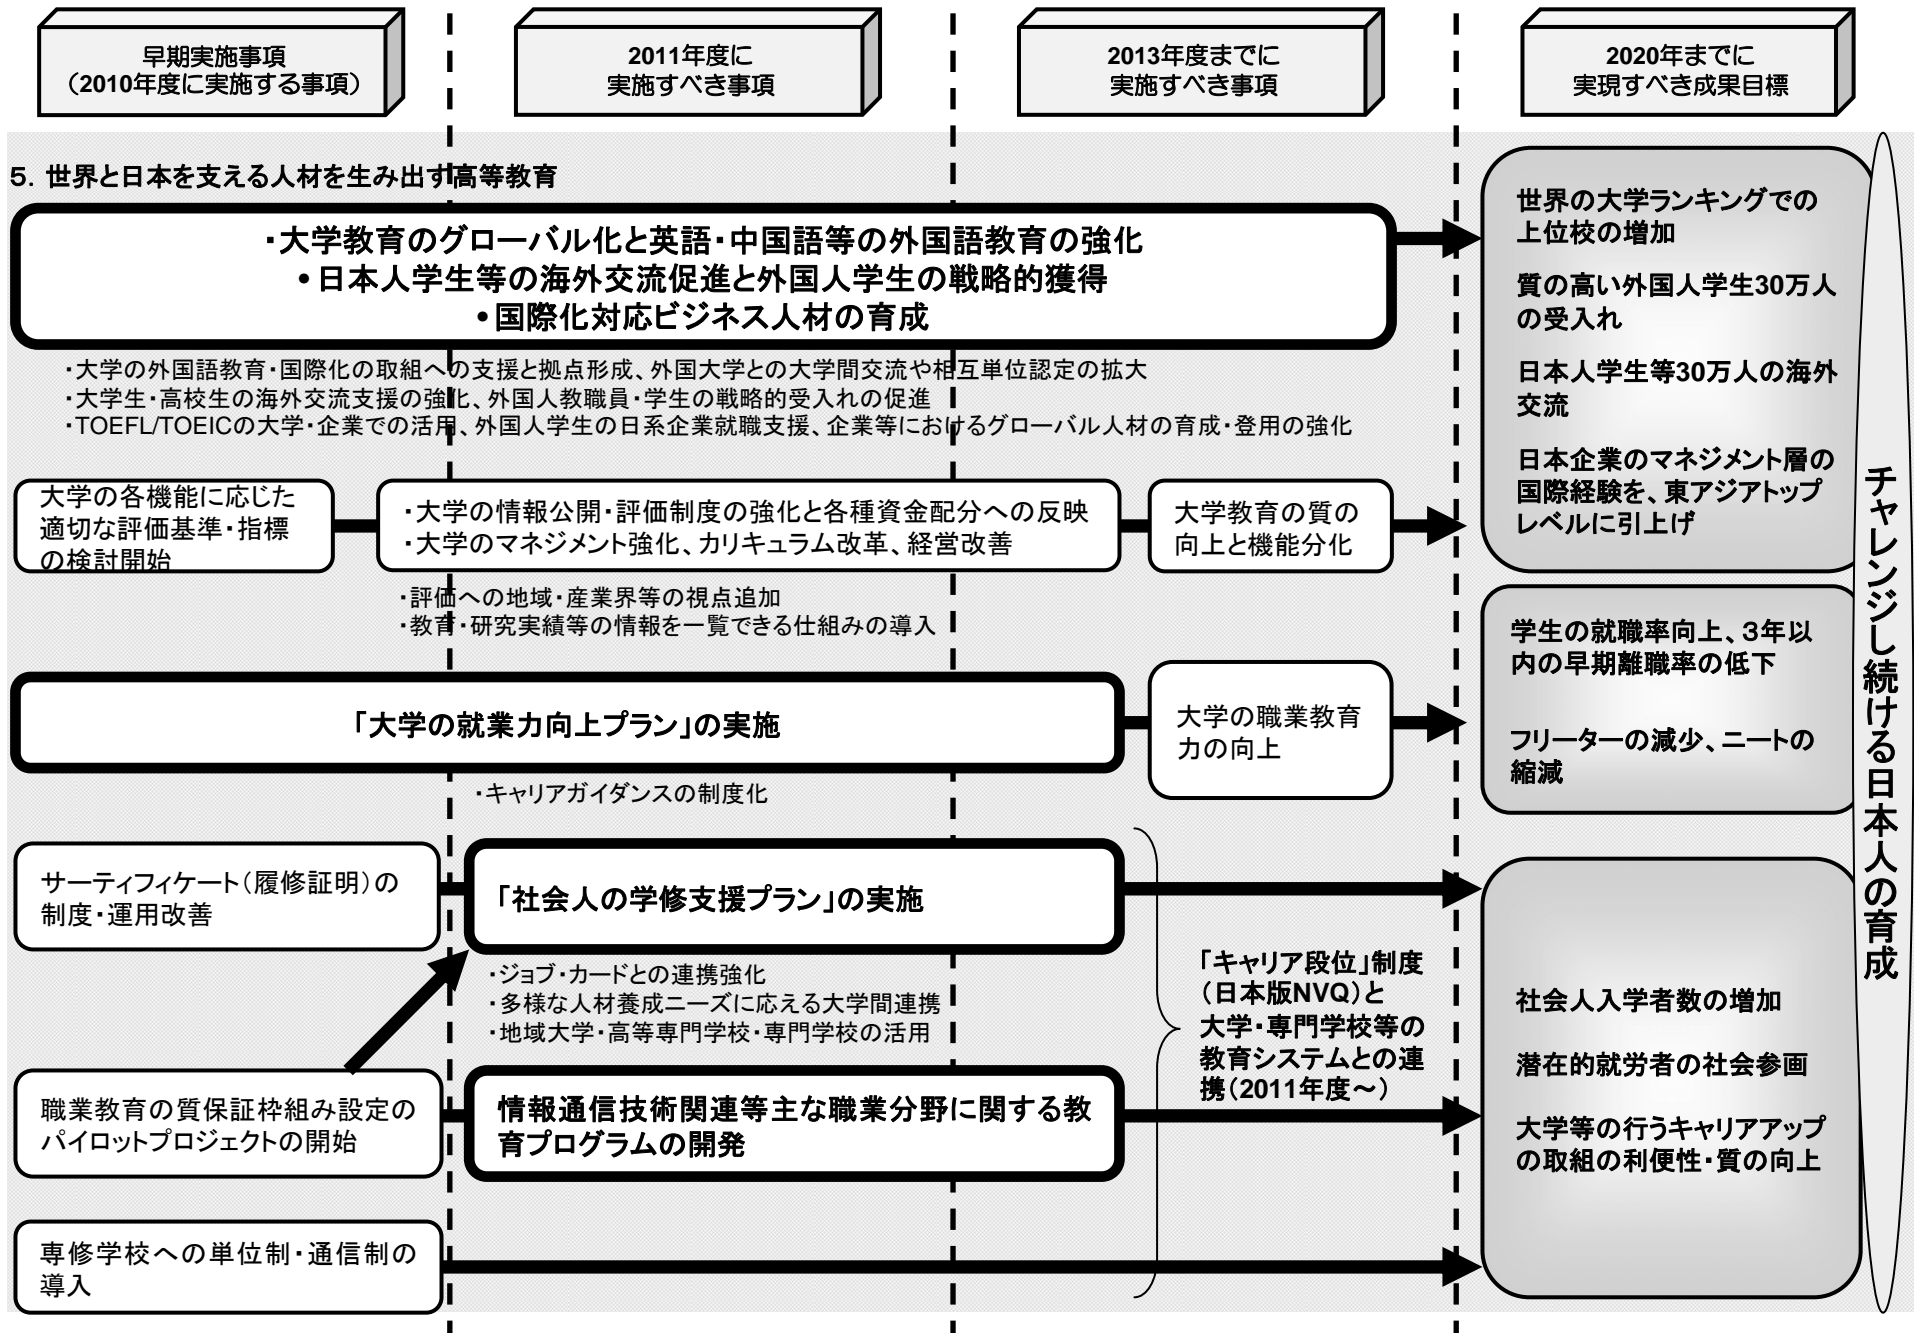 早期実施事項
（2010年度に実施する事項）
2011年度に
実施すべき事項
2013年度までに
実施すべき事項
2020年までに
実現すべき成果目標
５．世界と日本を支える人材を生み出す高等教育
・大学教育のグローバル化と英語・中国語等の外国語教育の強化
•日本人学生等の海外交流促進と外国人学生の戦略的獲得
•国際化対応ビジネス人材の育成
・大学の外国語教育・国際化の取組への支援と拠点形成、外国大学との大学間交流や相互単位認定の拡大
・大学生・高校生の海外交流支援の強化、外国人教職員・学生の戦略的受入れの促進
・TOEFL/TOEICの大学・企業での活用、外国人学生の日系企業就職支援、企業等におけるグローバル人材の育成・登用の強化
世界の大学ランキングでの
上位校の増加
質の高い外国人学生30万人
の受入れ
日本人学生等30万人の海外
交流
日本企業のマネジメント層の
国際経験を、東アジアトップ
レベルに引上げ
大学の各機能に応じた
適切な評価基準・指標
の検討開始
・大学の情報公開・評価制度の強化と各種資金配分への反映
・大学のマネジメント強化、カリキュラム改革、経営改善
大学教育の質の
向上と機能分化
・評価への地域・産業界等の視点追加
・教育・研究実績等の情報を一覧できる仕組みの導入
「大学の就業力向上プラン」の実施
大学の職業教育
力の向上
・キャリアガイダンスの制度化
学生の就職率向上、３年以
内の早期離職率の低下
フリーターの減少、ニートの
縮減
サーティフィケート（履修証明）の
制度・運用改善
「社会人の学修支援プラン」の実施
・ジョブ・カードとの連携強化
・多様な人材養成ニーズに応える大学間連携
・地域大学・高等専門学校・専門学校の活用
職業教育の質保証枠組み設定の
パイロットプロジェクトの開始
情報通信技術関連等主な職業分野に関する教
育プログラムの開発
「キャリア段位」制度
（日本版NVQ）と
大学・専門学校等の
教育システムとの連
携（2011年度～）
専修学校への単位制・通信制の
導入
社会人入学者数の増加
潜在的就労者の社会参画
大学等の行うキャリアアップ
の取組の利便性・質の向上
チャレンジし続ける日本人の育成